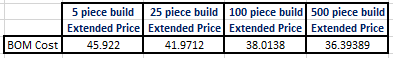 5 piece build 25 piece build 100 piece build 500 piece build
Extended Price Extended Price Extended Price Extended Price
BOM Cost 45.922 41.9712 38.0138 36.39389